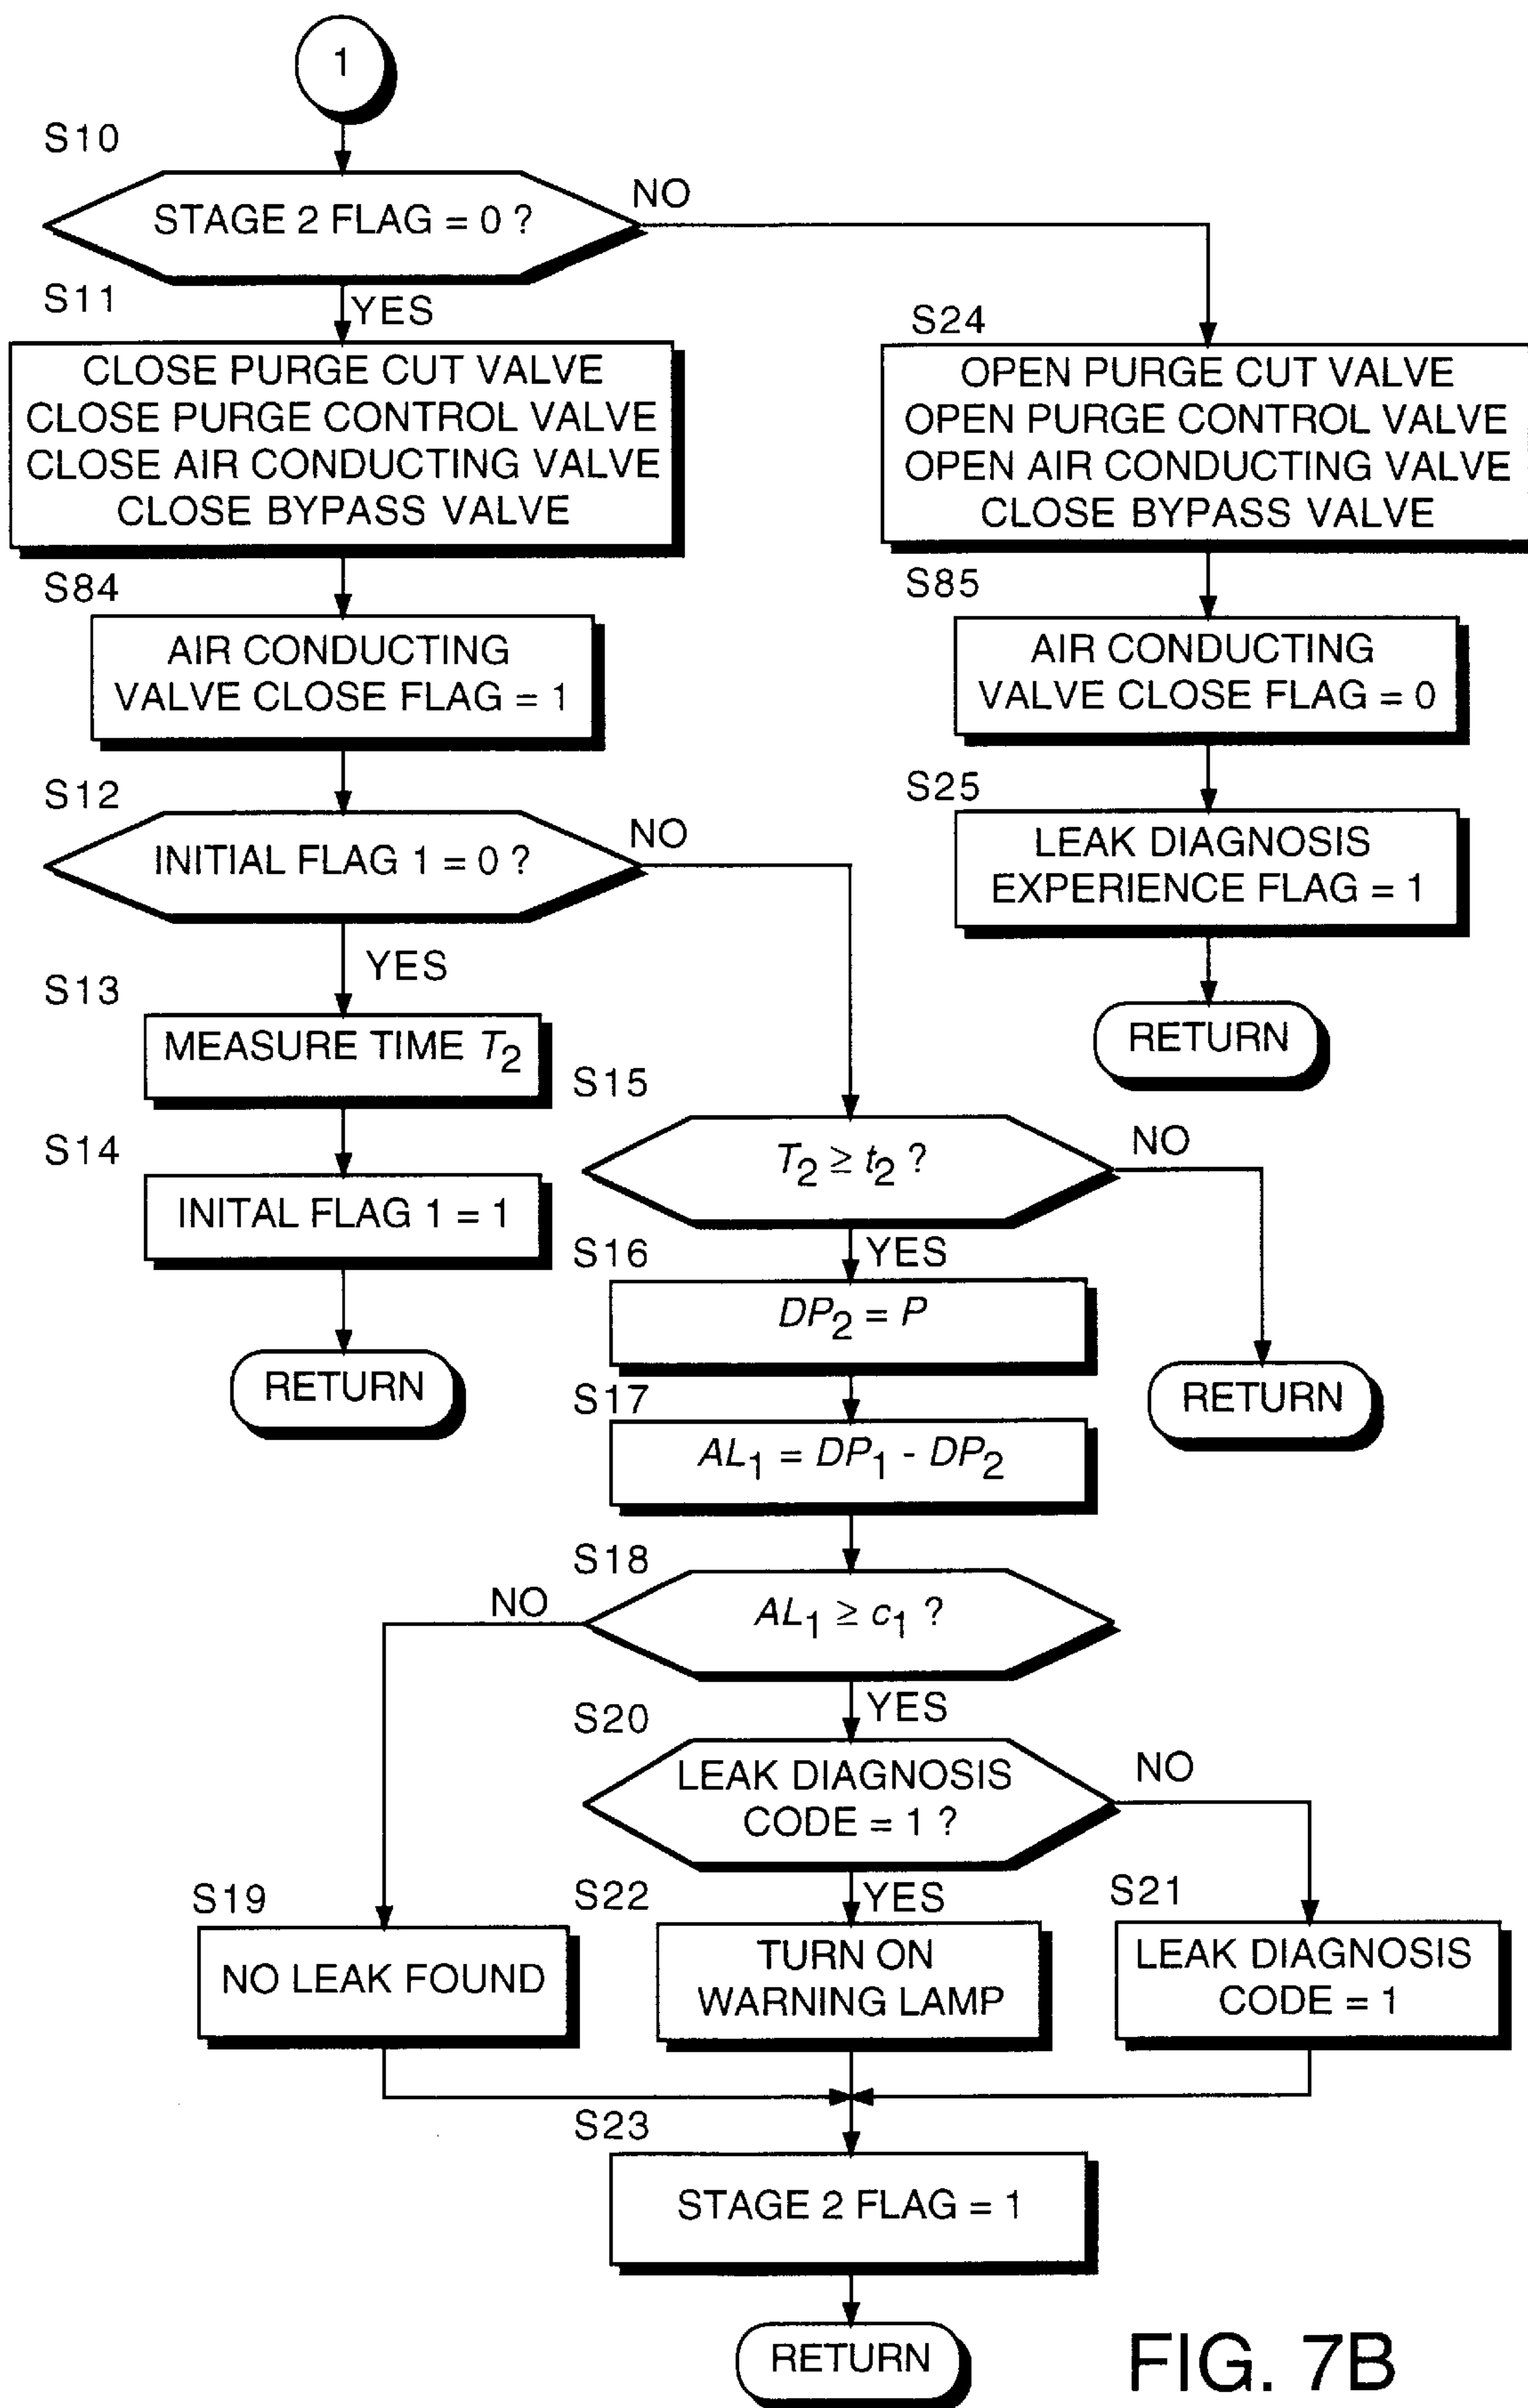 1
S10
STAGE 2 FLAG = 0 ?
NO
S11
YES
CLOSE PURGE CUT VALVE
CLOSE PURGE CONTROL VALVE
CLOSE AIR CONDUCTING VALVE
CLOSE BYPASS VALVE
S24
OPEN PURGE CUT VALVE
OPEN PURGE CONTROL VALVE
OPEN AIR CONDUCTING VALVE
CLOSE BYPASS VALVE
S84
AIR CONDUCTING
VALVE CLOSE FLAG = 1
S85
AIR CONDUCTING
VALVE CLOSE FLAG = 0
S12
INITIAL FLAG 1 = 0 ?
NO
YES
S25
LEAK DIAGNOSIS
EXPERIENCE FLAG = 1
RETURN
S13
MEASURE TIME T2
S14
INITAL FLAG 1 = 1
RETURN
S15
T2 ≥ t2 ?
NO
YES
RETURN
S16
DP2 = P
S17
AL1 = DP1 - DP2
S18
AL1 ≥ c1 ?
NO
YES
S20
LEAK DIAGNOSIS
CODE = 1 ?
NO
YES
S19
NO LEAK FOUND
S22
TURN ON
WARNING LAMP
S21
LEAK DIAGNOSIS
CODE = 1
S23
STAGE 2 FLAG = 1
RETURN
FIG. 7B